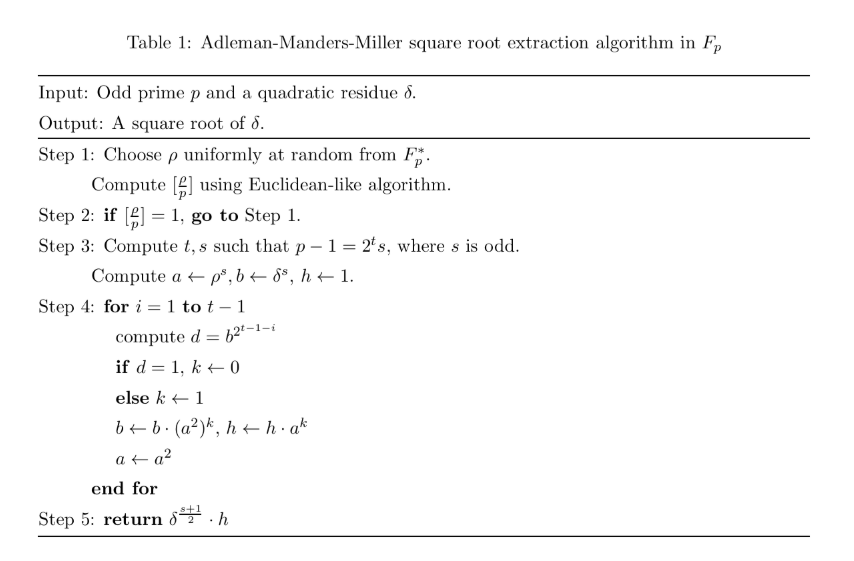 Table 1: Adleman-Manders-Miller square root extraction algorithm in $F_p$
Input: Odd prime $p$ and a quadratic residue $\delta$.
Output: A square root of $\delta$.
Step 1: Choose $\rho$ uniformly at random from $F_p^*$.
Compute $[\frac{\rho}{p}]$ using Euclidean-like algorithm.
Step 2: if $[\frac{\rho}{p}] = 1$, go to Step 1.
Step 3: Compute $t, s$ such that $p - 1 = 2^t s$, where $s$ is odd.
Compute $a \leftarrow \rho^s, b \leftarrow \delta^s, h \leftarrow 1$.
Step 4: for $i = 1$ to $t - 1$
compute $d = b^{2^{t-1-i}}$
if $d = 1$, $k \leftarrow 0$
else $k \leftarrow 1$
$b \leftarrow b \cdot (a^2)^k$, $h \leftarrow h \cdot a^k$
$a \leftarrow a^2$
end for
Step 5: return $\delta^{\frac{s+1}{2}} \cdot h$